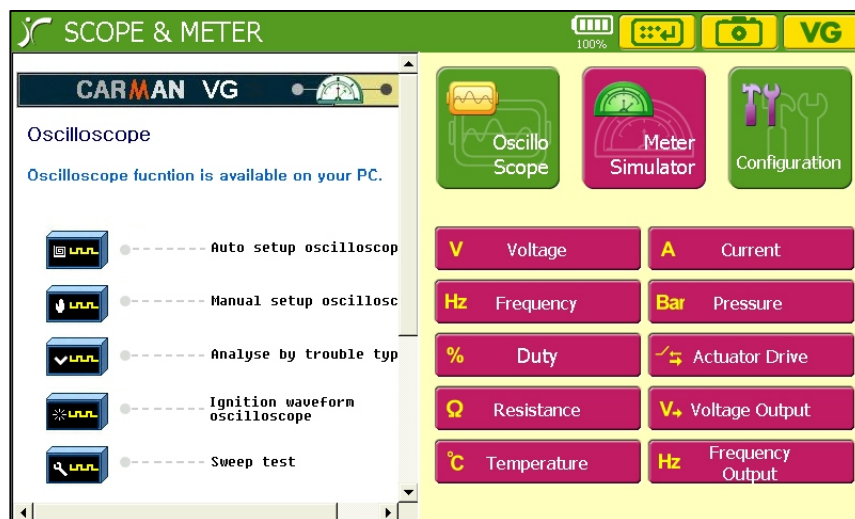 SCOPE & METER
100%
VG
CARMAN VG
Oscilloscope
Oscilloscope fucntion is available on your PC.
Auto setup oscilloscop
Manual setup oscillosc
Analyse by trouble typ
Ignition waveform
oscilloscope
Sweep test
Oscillo
Scope
Meter
Simulator
Configuration
V Voltage
A Current
Hz Frequency
Bar Pressure
% Duty
Actuator Drive
Ω Resistance
V Voltage Output
°C Temperature
Hz Frequency
Output